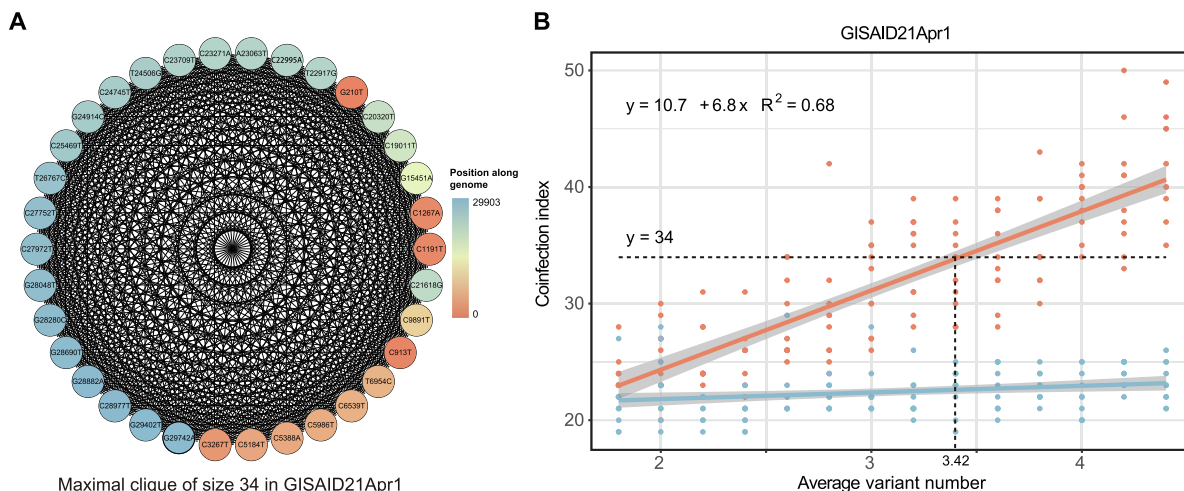 A
C23271A
A23063T
C23709T
C22995A
T24506G
T22917G
C24745T
G210T
G24914C
C20320T
C25469T
C19011T
T26767C
G15451A
C27752T
C1267A
C27972T
C1191T
G28048T
C21618G
G28280C
C9891T
G28690T
C913T
G28882A
T6954C
C28977T
C6539T
G29402T
C5986T
G29742A
C3267T
C5184T
C5388A
Position along
genome
29903
0
Maximal clique of size 34 in GISAID21Apr1
B
GISAID21Apr1
y = 10.7 +6.8 x R² = 0.68
y = 34
Coinfection index
50
40
30
20
2
3
3.42
4
Average variant number